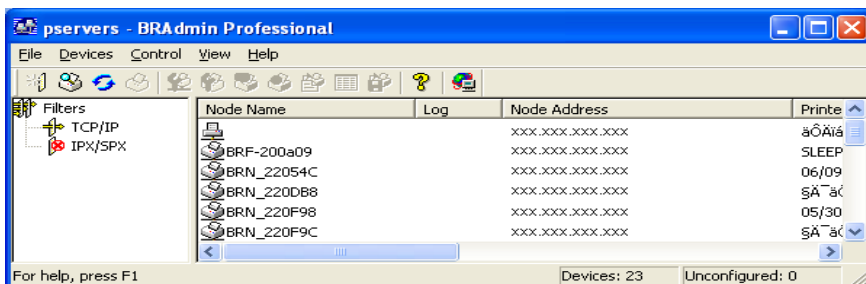 pservers - BRAdmin Professional
File Devices Control View Help
Filters
TCP/IP
IPX/SPX
Node Name Log Node Address Printe
xxx.xxx.xxx.xxx äÔÄïá
BRF-200a09 xxx.xxx.xxx.xxx SLEEP
BRN_22054C xxx.xxx.xxx.xxx 06/09
BRN_220DB8 xxx.xxx.xxx.xxx
BRN_220F98 xxx.xxx.xxx.xxx 05/30
BRN_220F9C xxx.xxx.xxx.xxx
For help, press F1 Devices: 23 Unconfigured: 0